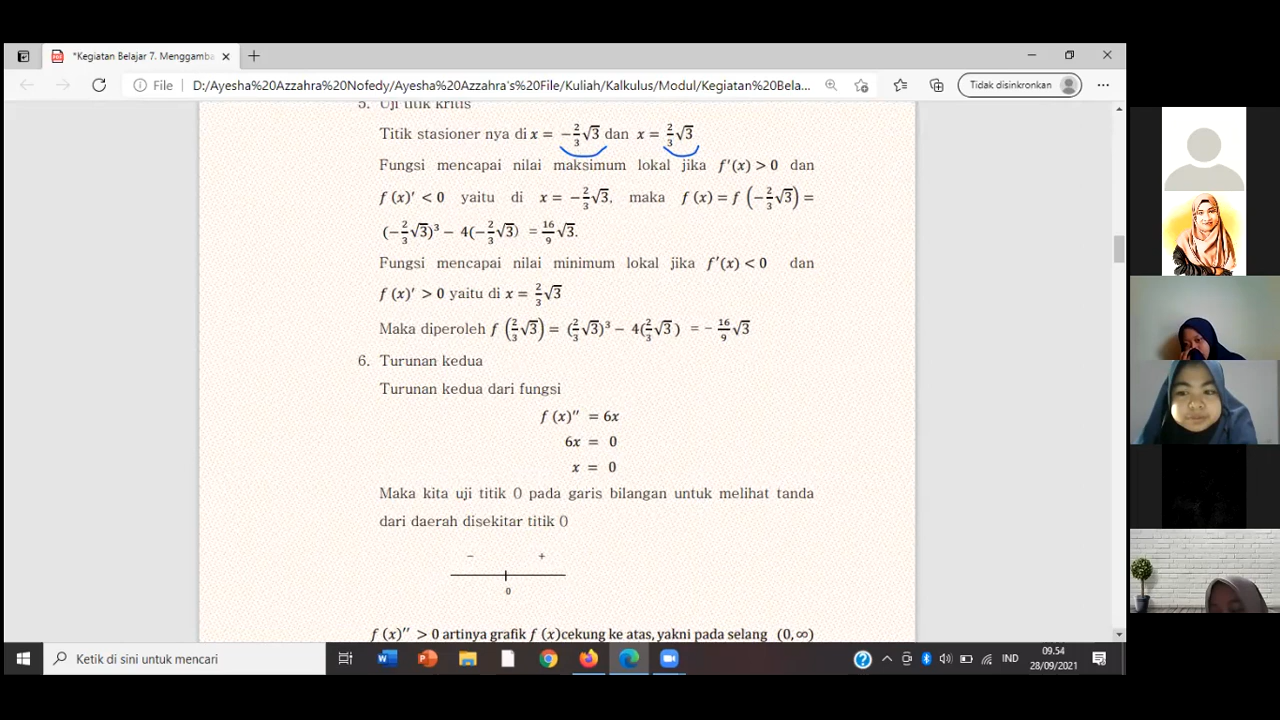 *Kegiatan Belajar 7. Menggamba
File D:/Ayesha%20Azzahra%20Nofedy/Ayesha%20Azzahra's%20File/Kuliah/Kalkulus/Modul/Kegiatan%20Bela... Tidak disinkronkan
5. Uji titik kritis
Titik stasioner nya di x = −2/3√3 dan x = 2/3√3
Fungsi mencapai nilai maksimum lokal jika f′(x) > 0 dan
f(x)′ < 0 yaitu di x = −2/3√3, maka f(x) = f(−2/3√3) =
(−2/3√3)³ − 4(−2/3√3) = 16/9√3.
Fungsi mencapai nilai minimum lokal jika f′(x) < 0 dan
f(x)′ > 0 yaitu di x = 2/3√3
Maka diperoleh f(2/3√3) = (2/3√3)³ − 4(2/3√3) = − 16/9√3
6. Turunan kedua
Turunan kedua dari fungsi
f(x)″ = 6x
6x = 0
x = 0
Maka kita uji titik 0 pada garis bilangan untuk melihat tanda
dari daerah disekitar titik 0
− +
0
f(x)″ > 0 artinya grafik f(x)cekung ke atas, yakni pada selang (0, ∞)
Ketik di sini untuk mencari
IND
09.54
28/09/2021